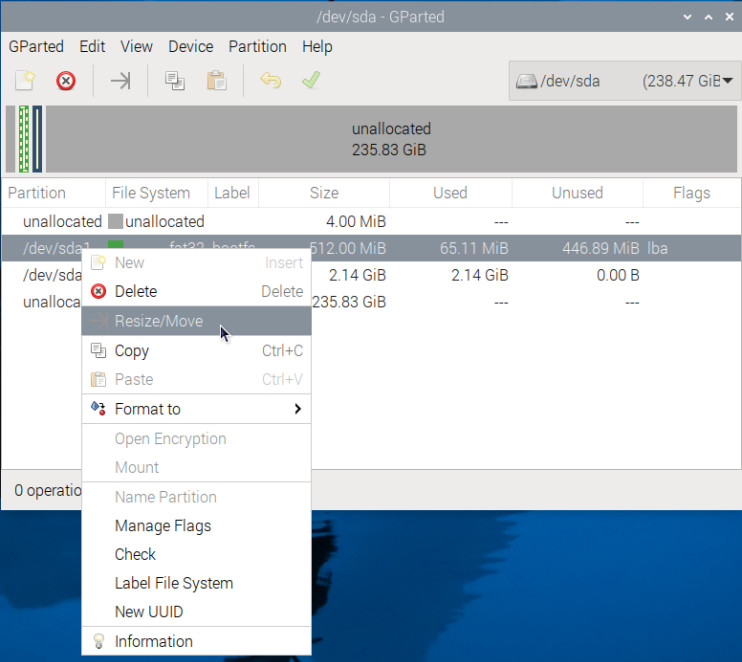 /dev/sda - GParted
GParted Edit View Device Partition Help
/dev/sda (238.47 GiB
unallocated
235.83 GiB
Partition File System Label Size Used Unused Flags
unallocated unallocated 4.00 MiB --- ---
/dev/sda1 fat32 bootfs 512.00 MiB 65.11 MiB 446.89 MiB lba
/dev/sda 2.14 GiB 2.14 GiB 0.00 B
unalloca 235.83 GiB --- ---
New Insert
Delete Delete
Resize/Move
Copy Ctrl+C
Paste Ctrl+V
Format to
Open Encryption
Mount
0 operatio
Name Partition
Manage Flags
Check
Label File System
New UUID
Information